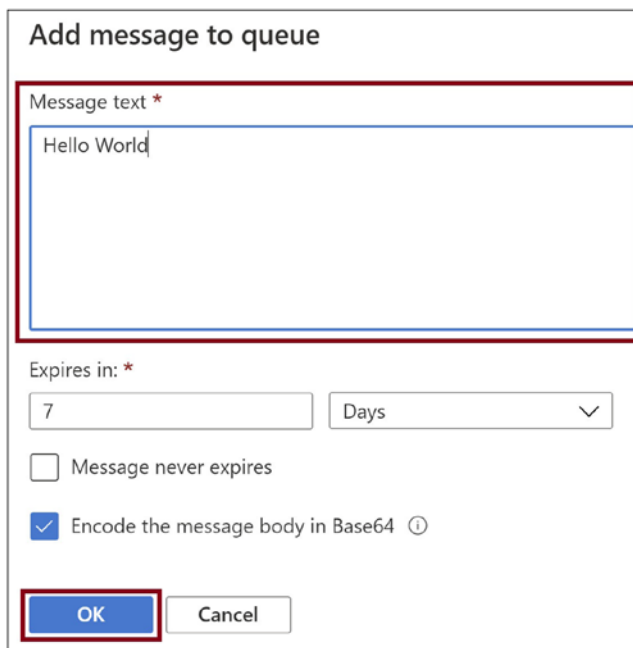 Add message to queue
Message text *
Hello World
Expires in: *
7 Days
Message never expires
Encode the message body in Base64
OK Cancel